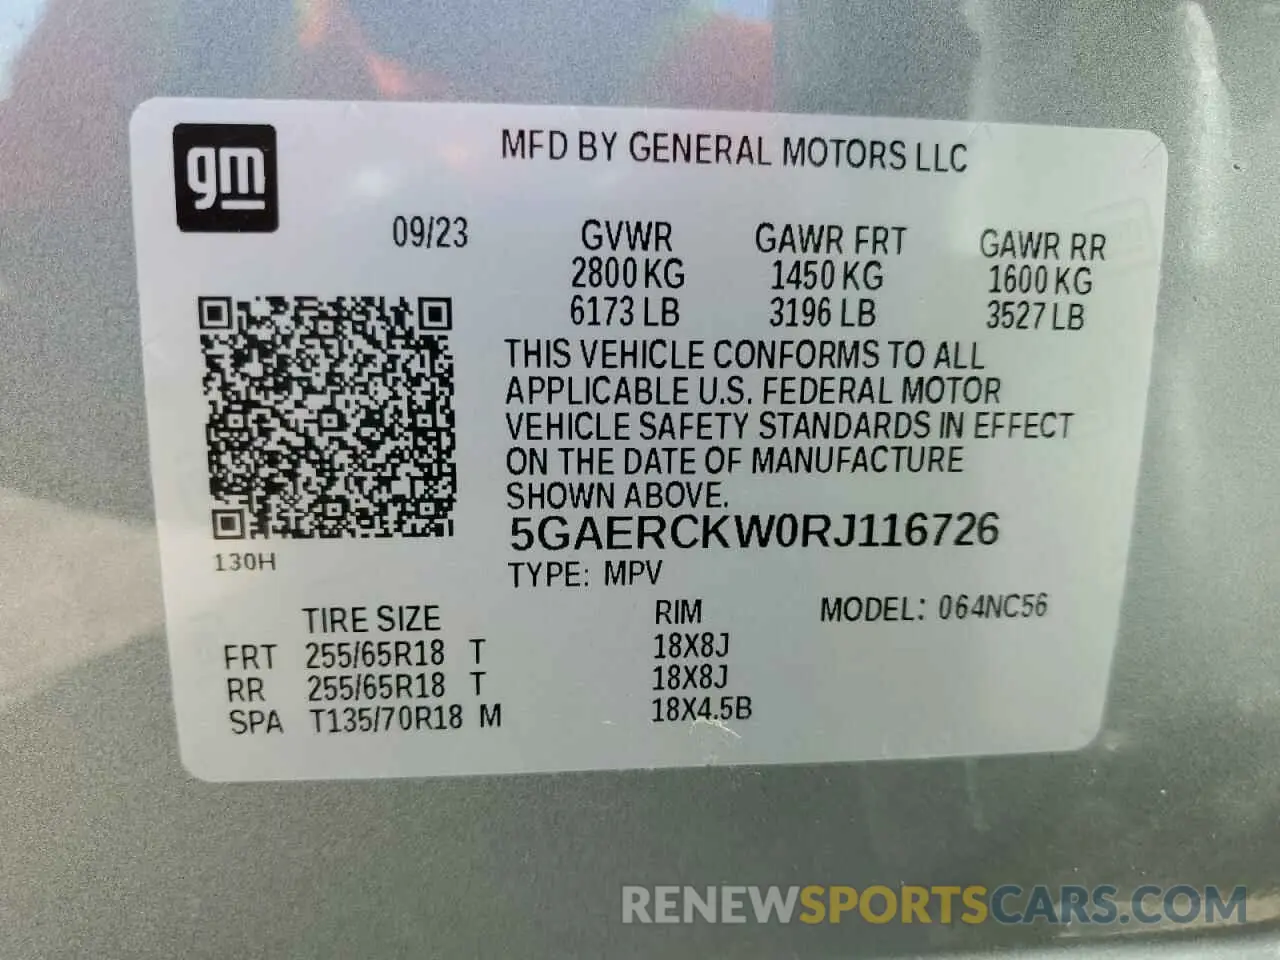 gm
MFD BY GENERAL MOTORS LLC
09/23 GVWR GAWR FRT GAWR RR
2800 KG 1450 KG 1600 KG
6173 LB 3196 LB 3527 LB
THIS VEHICLE CONFORMS TO ALL
APPLICABLE U.S. FEDERAL MOTOR
VEHICLE SAFETY STANDARDS IN EFFECT
ON THE DATE OF MANUFACTURE
SHOWN ABOVE.
5GAERCKW0RJ116726
130H
TYPE: MPV
TIRE SIZE RIM MODEL: 064NC56
FRT 255/65R18 T 18X8J
RR 255/65R18 T 18X8J
SPA T135/70R18 M 18X4.5B
RENEWSPORTSCARS.COM